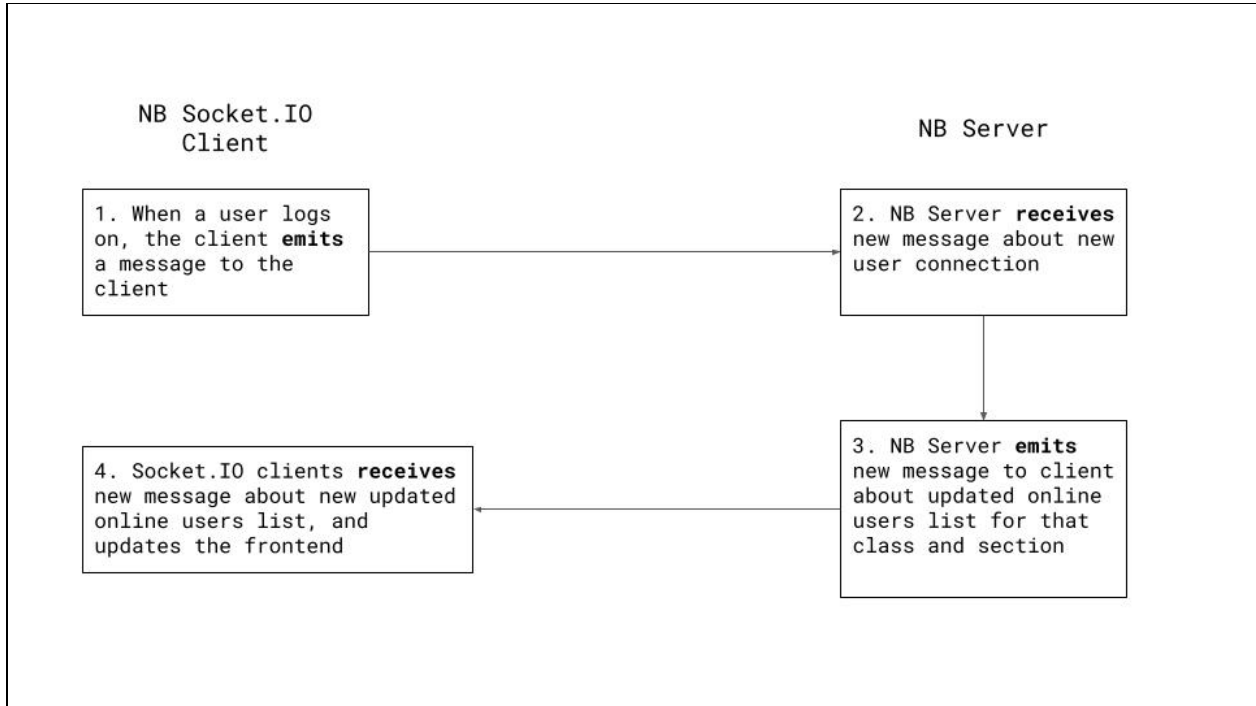 NB Socket.IO
Client
NB Server
1. When a user logs
on, the client emits
a message to the
client
2. NB Server receives
new message about new
user connection
3. NB Server emits
new message to client
about updated online
users list for that
class and section
4. Socket.IO clients receives
new message about new updated
online users list, and
updates the frontend